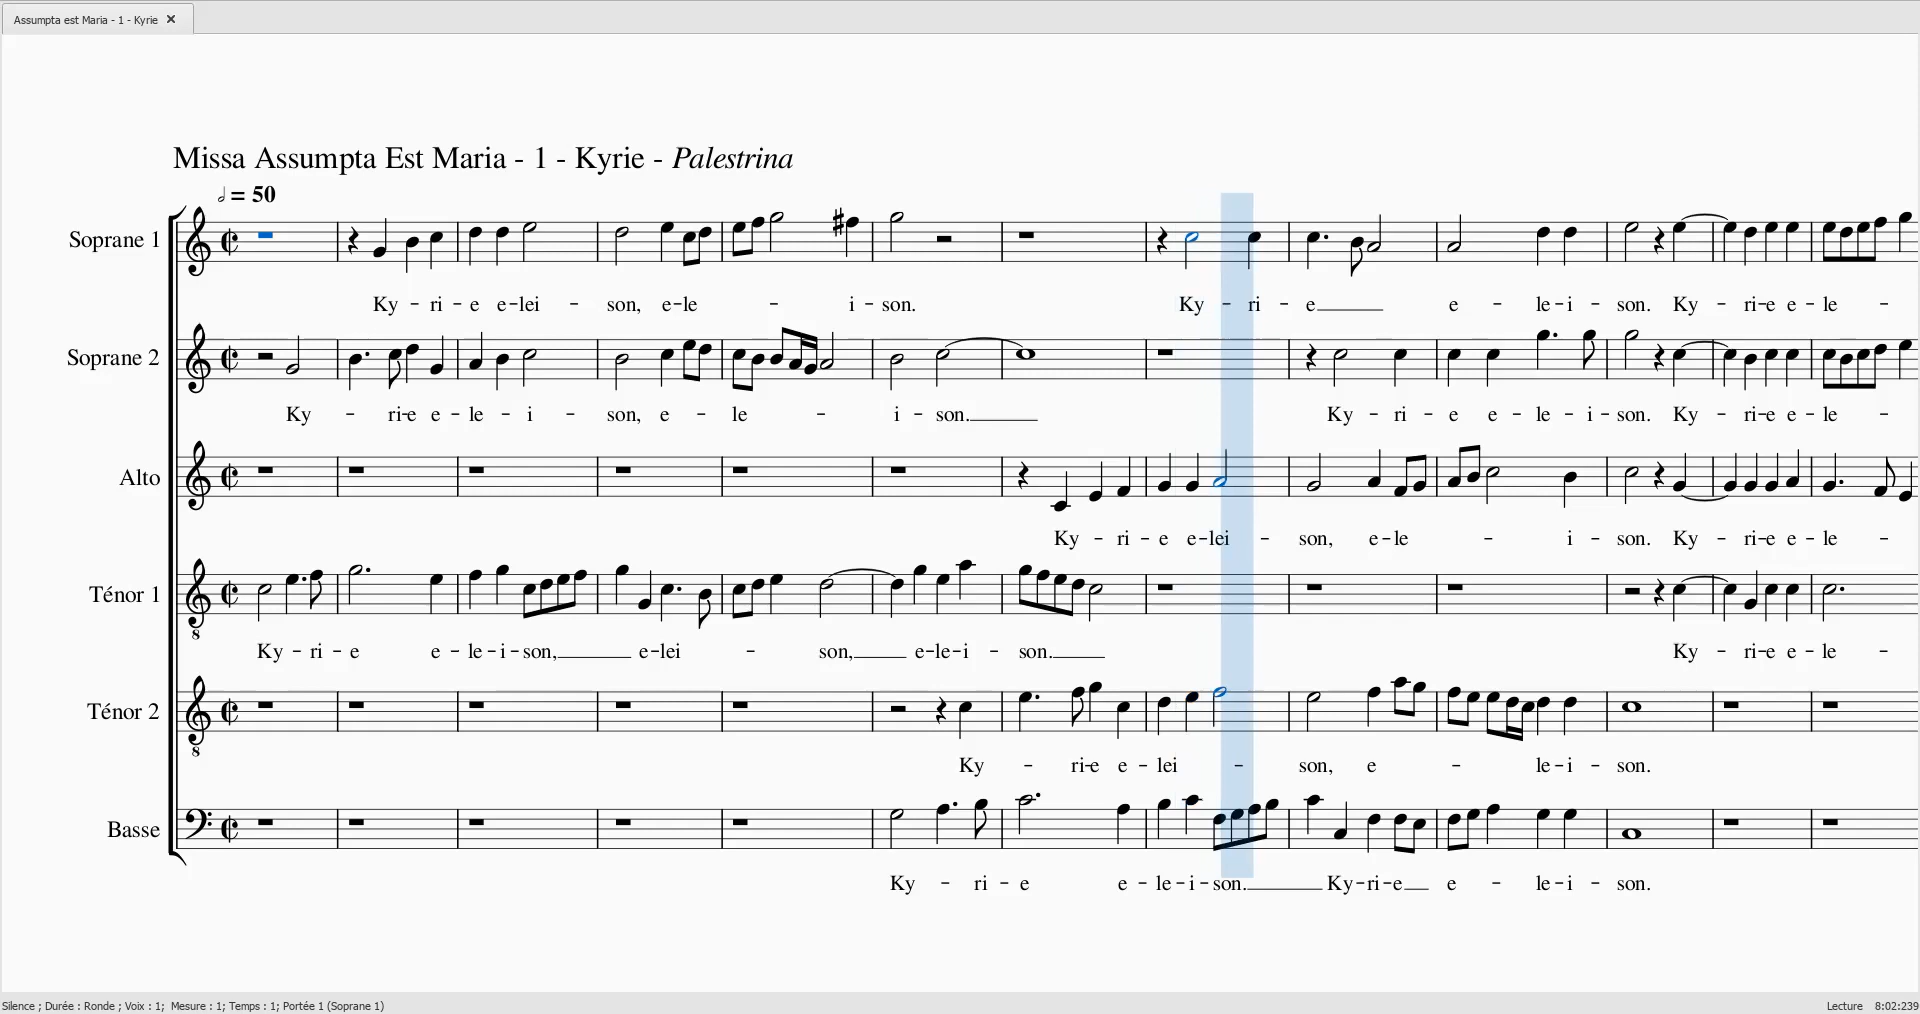 Assumpta est Maria - 1 - Kyrie ✕
Missa Assumpta Est Maria - 1 - Kyrie - Palestrina
𝅗𝅥 = 50
Soprane 1
Ky - ri - e e - lei - son, e - le - i - son. Ky - ri - e e - le - i - son. Ky - ri - e e - le -
Soprane 2
Ky - ri - e e - le - i - son, e - le - i - son. Ky - ri - e e - le - i - son. Ky - ri - e e - le -
Alto
Ky - ri - e e - lei - son, e - le - i - son. Ky - ri - e e - le -
Ténor 1
8
Ky - ri - e e - le - i - son, e - lei - son, e - le - i - son. Ky - ri - e e - le -
Ténor 2
8
Ky - ri - e e - lei - son, e - le - i - son.
Basse
Ky - ri - e e - le - i - son. Ky - ri - e e - le - i - son.
Silence ; Durée : Ronde ; Voix : 1;  Mesure : 1; Temps : 1; Portée 1 (Soprane 1)
Lecture 8:02:239